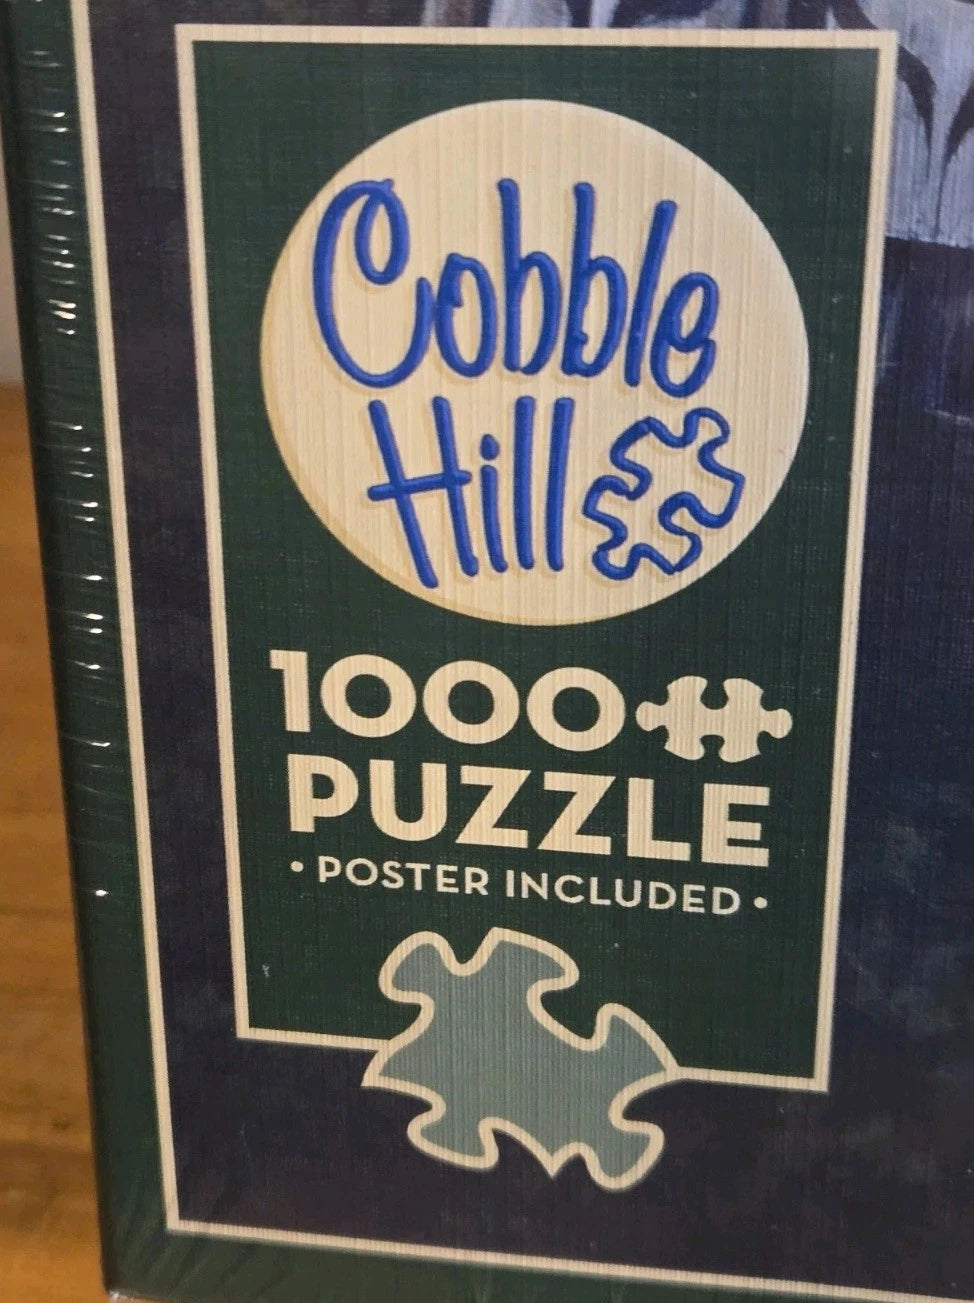 Cobble
Hill
1000
PUZZLE
• POSTER INCLUDED •